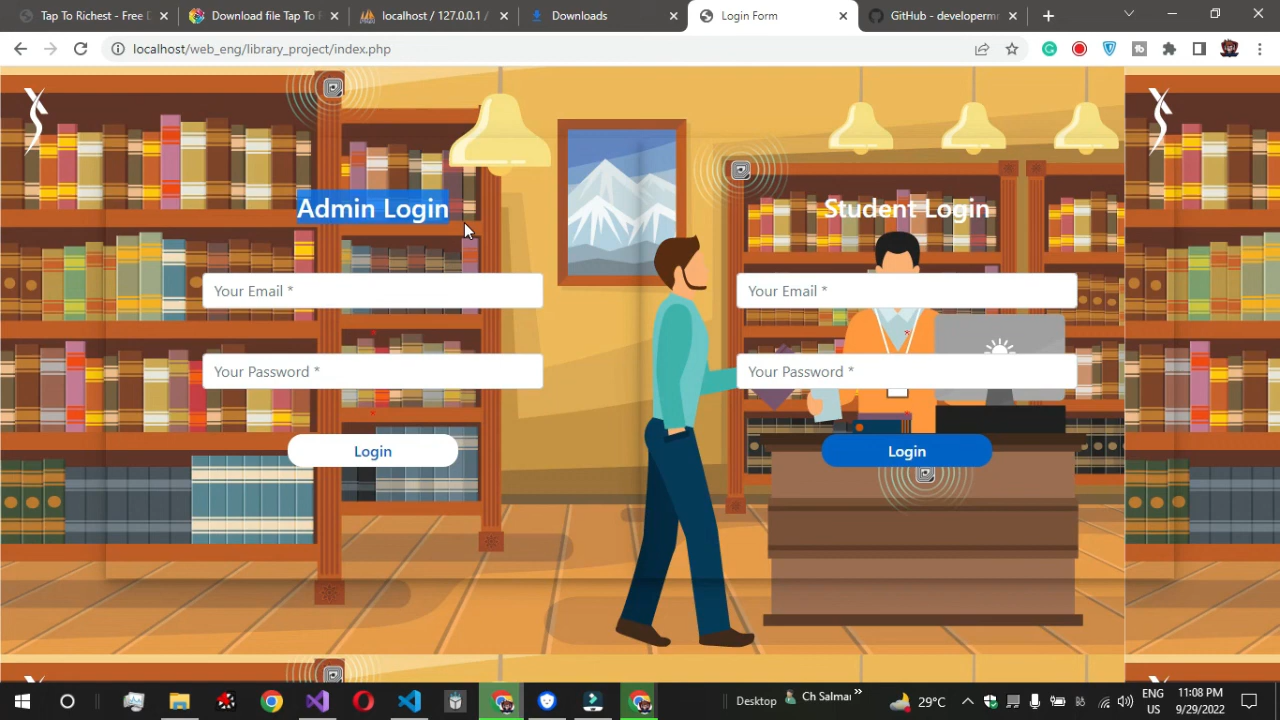 Tap To Richest - Free D
Download file Tap To R
localhost / 127.0.0.1 /
Downloads
Login Form
GitHub - developermr
localhost/web_eng/library_project/index.php
Admin Login
Student Login
Your Email *
Your Email *
Your Password *
Your Password *
Login
Login
Desktop
Ch Salmaı
»
29°C
ENG
US
11:08 PM
9/29/2022